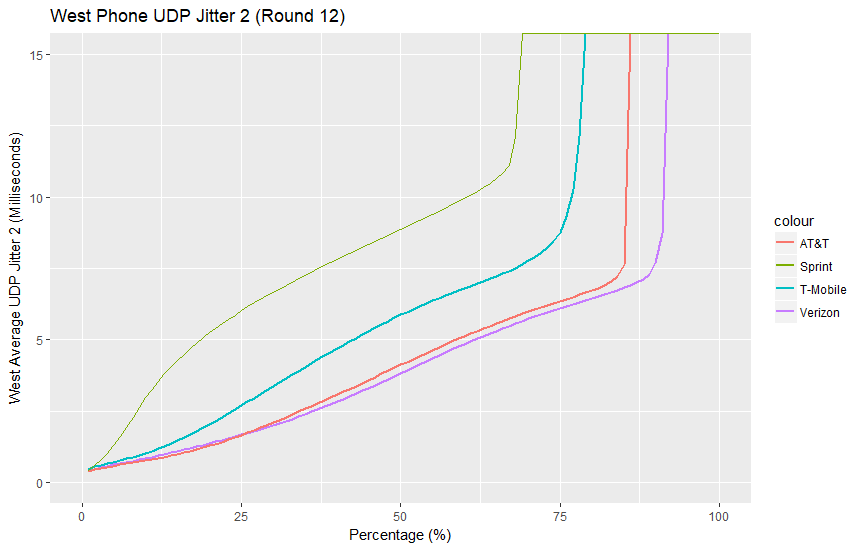 West Phone UDP Jitter 2 (Round 12)
West Average UDP Jitter 2 (Milliseconds)
15
10
5
0
0
25
50
75
100
Percentage (%)
colour
AT&T
Sprint
T-Mobile
Verizon